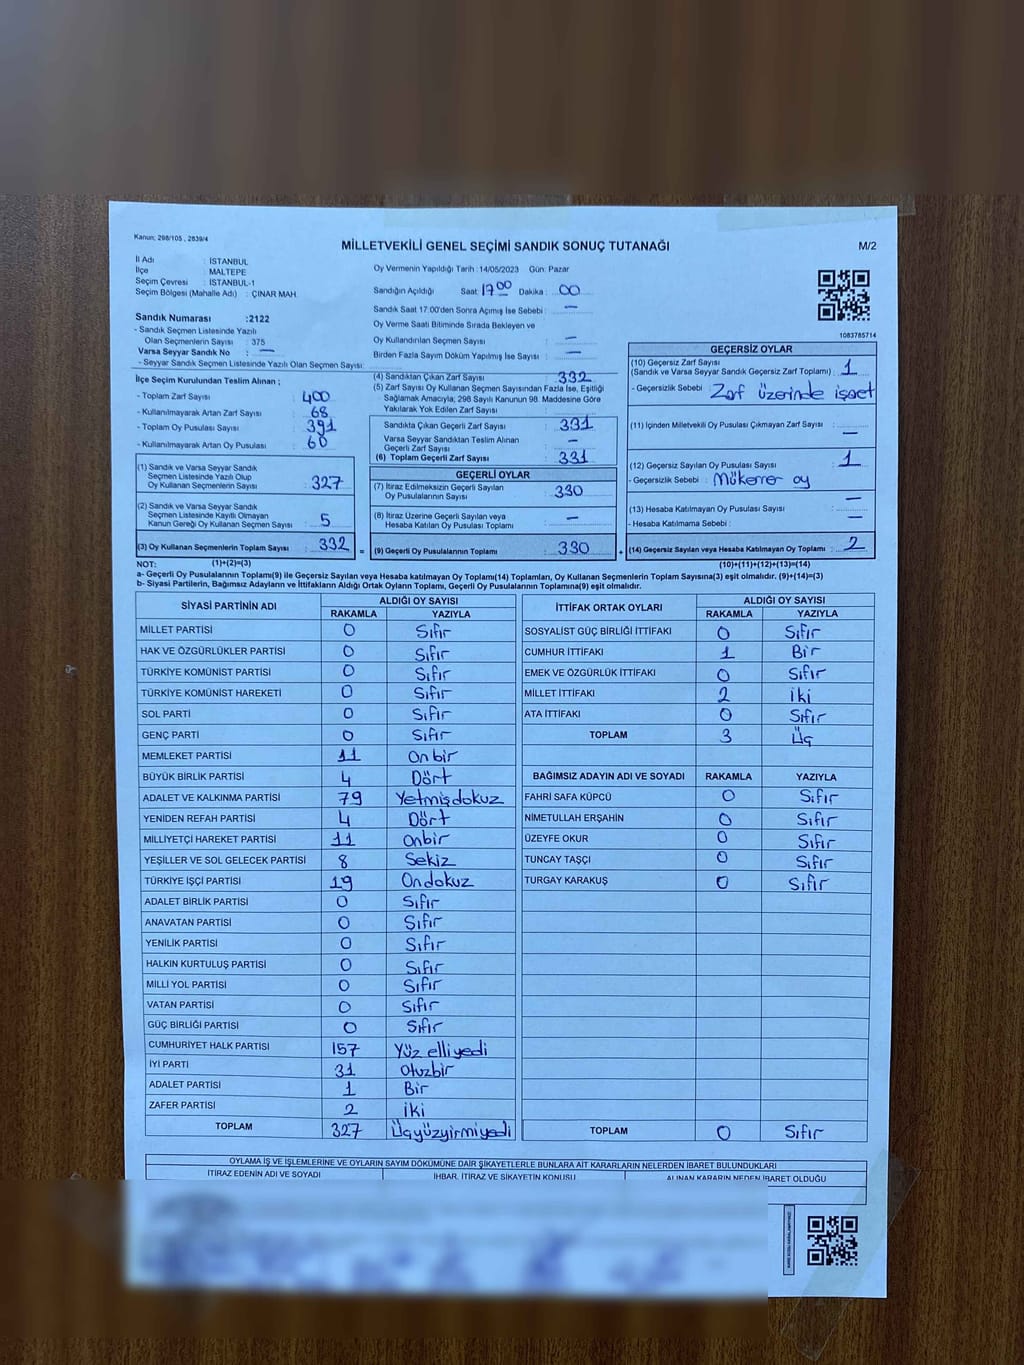 Kanun; 298/105 , 2839/4
MİLLETVEKİLİ GENEL SEÇİMİ SANDIK SONUÇ TUTANAĞI
M/2
İl Adı : İSTANBUL
İlçe : MALTEPE
Seçim Çevresi : İSTANBUL-1
Seçim Bölgesi (Mahalle Adı) : ÇINAR MAH.
Sandık Numarası :2122
- Sandık Seçmen Listesinde Yazılı
Olan Seçmenlerin Sayısı : 375
Varsa Seyyar Sandık No : —
- Seyyar Sandık Seçmen Listesinde Yazılı Olan Seçmen Sayısı:
İlçe Seçim Kurulundan Teslim Alınan ;
- Toplam Zarf Sayısı : 400
- Kullanılmayarak Artan Zarf Sayısı : 68
- Toplam Oy Pusulası Sayısı : 391
- Kullanılmayarak Artan Oy Pusulası : 60
(1) Sandık ve Varsa Seyyar Sandık
Seçmen Listesinde Yazılı Olup
Oy Kullanan Seçmenlerin Sayısı : 327
(2) Sandık ve Varsa Seyyar Sandık
Seçmen Listesinde Kayıtlı Olmayan
Kanun Gereği Oy Kullanan Seçmen Sayısı : 5
(3) Oy Kullanan Seçmenlerin Toplam Sayısı : 332
Oy Vermenin Yapıldığı Tarih :14/05/2023 Gün: Pazar
Sandığın Açıldığı Saat: 17 00 Dakika : 00
Sandık Saat 17:00'den Sonra Açımış İse Sebebi : —
Oy Verme Saati Bitiminde Sırada Bekleyen ve
Oy Kullandırılan Seçmen Sayısı : —
Birden Fazla Sayım Döküm Yapılmış İse Sayısı : —
(4) Sandıktan Çıkan Zarf Sayısı : 332
(5) Zarf Sayısı Oy Kullanan Seçmen Sayısından Fazla İse, Eşitliği
Sağlamak Amacıyla; 298 Sayılı Kanunun 98. Maddesine Göre
Yakılarak Yok Edilen Zarf Sayısı :
Sandıkta Çıkan Geçerli Zarf Sayısı : 331
Varsa Seyyar Sandıktan Teslim Alınan
Geçerli Zarf Sayısı : —
(6) Toplam Geçerli Zarf Sayısı : 331
GEÇERLİ OYLAR
(7) İtiraz Edilmeksizin Geçerli Sayılan
Oy Pusulalarının Sayısı : 330
(8) İtiraz Üzerine Geçerli Sayılan veya
Hesaba Katılan Oy Pusulası Toplamı : —
= (9) Geçerli Oy Pusulalarının Toplamı : 330
1083785714
GEÇERSİZ OYLAR
(10) Geçersiz Zarf Sayısı
(Sandık ve Varsa Seyyar Sandık Geçersiz Zarf Toplamı) : 1
- Geçersizlik Sebebi : Zarf üzerinde işaet
(11) İçinden Milletvekili Oy Pusulası Çıkmayan Zarf Sayısı : —
(12) Geçersiz Sayılan Oy Pusulası Sayısı : 1
- Geçersizlik Sebebi : Mükerrer oy
(13) Hesaba Katılmayan Oy Pusulası Sayısı : —
- Hesaba Katılmama Sebebi : —
+ (14) Geçersiz Sayılan veya Hesaba Katılmayan Oy Toplamı : 2
NOT: (1)+(2)=(3) (10)+(11)+(12)+(13)=(14)
a- Geçerli Oy Pusulalarının Toplamı(9) ile Geçersiz Sayılan veya Hesaba katılmayan Oy Toplamı(14) Toplamları, Oy Kullanan Seçmenlerin Toplam Sayısına(3) eşit olmalıdır. (9)+(14)=(3)
b- Siyasi Partilerin, Bağımsız Adayların ve İttifakların Aldığı Ortak Oyların Toplamı, Geçerli Oy Pusulalarının Toplamına(9) eşit olmalıdır.
SİYASİ PARTİNİN ADI ALDIĞI OY SAYISI
RAKAMLA YAZIYLA
MİLLET PARTİSİ 0 Sıfır
HAK VE ÖZGÜRLÜKLER PARTİSİ 0 Sıfır
TÜRKİYE KOMÜNİST PARTİSİ 0 Sıfır
TÜRKİYE KOMÜNİST HAREKETİ 0 Sıfır
SOL PARTİ 0 Sıfır
GENÇ PARTİ 0 Sıfır
MEMLEKET PARTİSİ 11 Onbir
BÜYÜK BİRLİK PARTİSİ 4 Dört
ADALET VE KALKINMA PARTİSİ 79 Yetmişdokuz
YENİDEN REFAH PARTİSİ 4 Dört
MİLLİYETÇİ HAREKET PARTİSİ 11 Onbir
YEŞİLLER VE SOL GELECEK PARTİSİ 8 Sekiz
TÜRKİYE İŞÇİ PARTİSİ 19 Ondokuz
ADALET BİRLİK PARTİSİ 0 Sıfır
ANAVATAN PARTİSİ 0 Sıfır
YENİLİK PARTİSİ 0 Sıfır
HALKIN KURTULUŞ PARTİSİ 0 Sıfır
MİLLİ YOL PARTİSİ 0 Sıfır
VATAN PARTİSİ 0 Sıfır
GÜÇ BİRLİĞİ PARTİSİ 0 Sıfır
CUMHURİYET HALK PARTİSİ 157 Yüz elliyedi
İYİ PARTİ 31 Otuzbir
ADALET PARTİSİ 1 Bir
ZAFER PARTİSİ 2 İki
TOPLAM 327 Üçyüzyirmiyedi
İTTİFAK ORTAK OYLARI ALDIĞI OY SAYISI
RAKAMLA YAZIYLA
SOSYALİST GÜÇ BİRLİĞİ İTTİFAKI 0 Sıfır
CUMHUR İTTİFAKI 1 Bir
EMEK VE ÖZGÜRLÜK İTTİFAKI 0 Sıfır
MİLLET İTTİFAKI 2 iki
ATA İTTİFAKI 0 Sıfır
TOPLAM 3 Üç
BAĞIMSIZ ADAYIN ADI VE SOYADI RAKAMLA YAZIYLA
FAHRİ SAFA KÜPCÜ 0 Sıfır
NİMETULLAH ERŞAHİN 0 Sıfır
ÜZEYFE OKUR 0 Sıfır
TUNCAY TAŞÇI 0 Sıfır
TURGAY KARAKUŞ 0 Sıfır
TOPLAM 0 Sıfır
OYLAMA İŞ VE İŞLEMLERİNE VE OYLARIN SAYIM DÖKÜMÜNE DAİR ŞİKAYETLERLE BUNLARA AİT KARARLARIN NELERDEN İBARET BULUNDUKLARI
İTİRAZ EDENİN ADI VE SOYADI İHBAR, İTİRAZ VE ŞİKAYETİN KONUSU ALINAN KARARIN NEDEN İBARET OLDUĞU